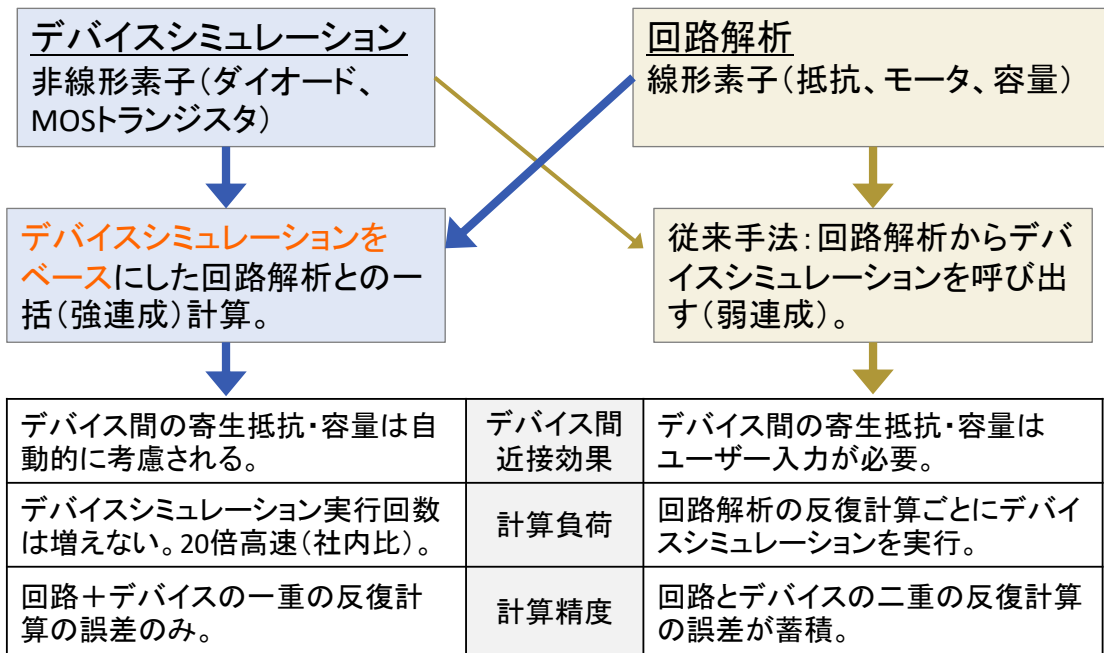 デバイスシミュレーション
非線形素子（ダイオード、
MOSトランジスタ）
回路解析
線形素子（抵抗、モータ、容量）
デバイスシミュレーションを
ベースにした回路解析との一
括（強連成）計算。
従来手法：回路解析からデバ
イスシミュレーションを呼び出
す（弱連成）。
デバイス間の寄生抵抗・容量は自
動的に考慮される。
デバイス間
近接効果
デバイス間の寄生抵抗・容量は
ユーザー入力が必要。
デバイスシミュレーション実行回数
は増えない。20倍高速（社内比）。
計算負荷
回路解析の反復計算ごとにデバイ
スシミュレーションを実行。
回路＋デバイスの一重の反復計
算の誤差のみ。
計算精度
回路とデバイスの二重の反復計算
の誤差が蓄積。